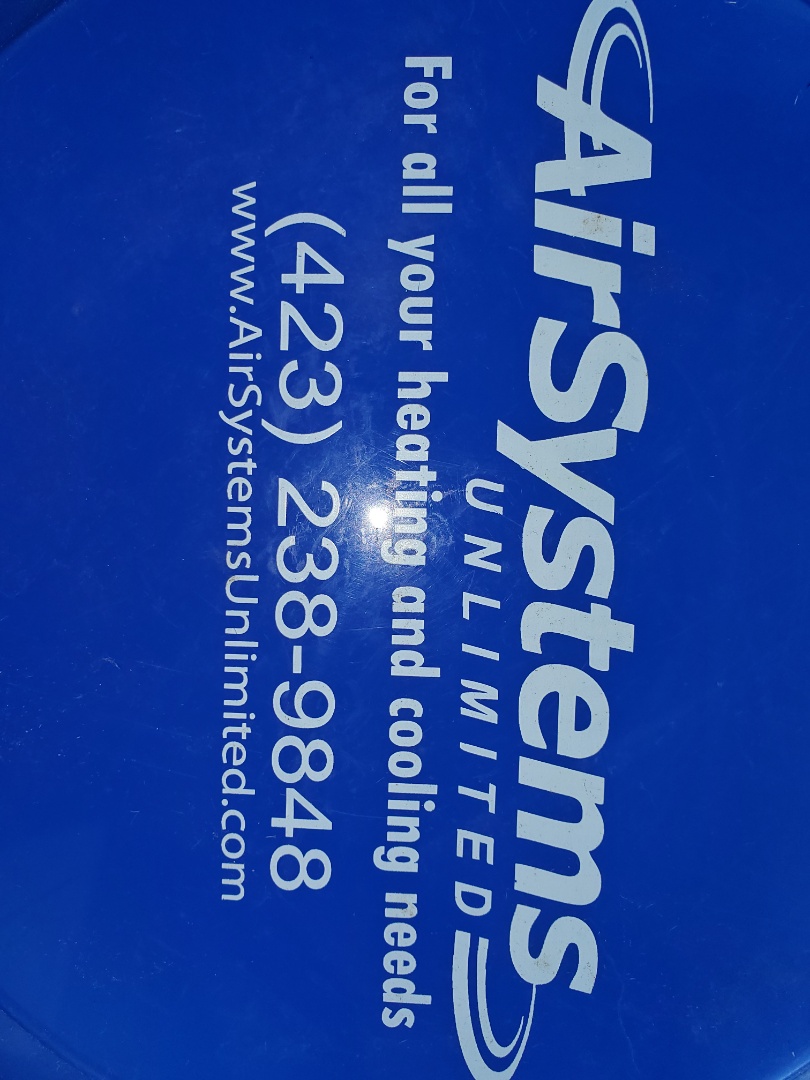 AirSystems
UNLIMITED
For all your heating and cooling needs
(423) 238-9848
www.AirSystemsUnlimited.com